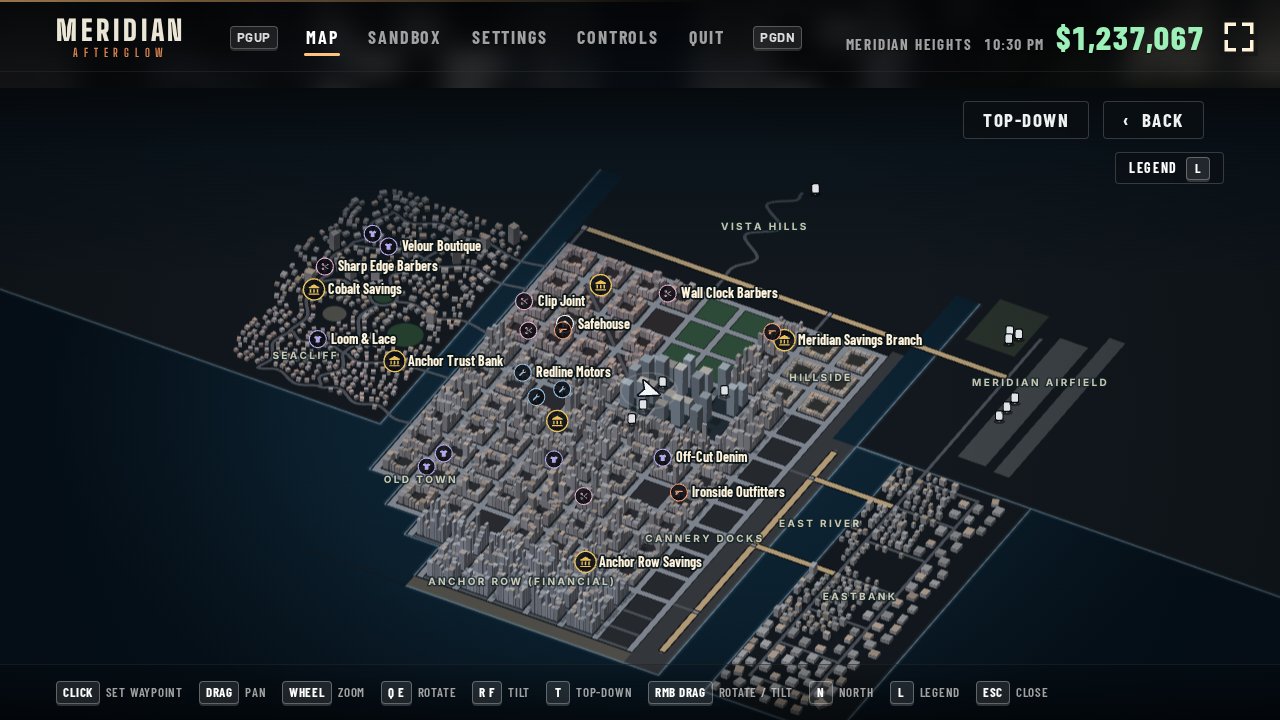 MERIDIAN
AFTERGLOW
PGUP
MAP
SANDBOX
SETTINGS
CONTROLS
QUIT
PGDN
MERIDIAN HEIGHTS
10:30 PM
$1,237,067
TOP-DOWN
‹ BACK
LEGEND L
VISTA HILLS
Velour Boutique
Sharp Edge Barbers
Cobalt Savings
Clip Joint
Wall Clock Barbers
Safehouse
Loom & Lace
SEACLIFF
Anchor Trust Bank
Meridian Savings Branch
Redline Motors
HILLSIDE
MERIDIAN AIRFIELD
Off-Cut Denim
OLD TOWN
Ironside Outfitters
EAST RIVER
CANNERY DOCKS
Anchor Row Savings
ANCHOR ROW (FINANCIAL)
EASTBANK
CLICK SET WAYPOINT
DRAG PAN
WHEEL ZOOM
Q E ROTATE
R F TILT
T TOP-DOWN
RMB DRAG ROTATE / TILT
N NORTH
L LEGEND
ESC CLOSE